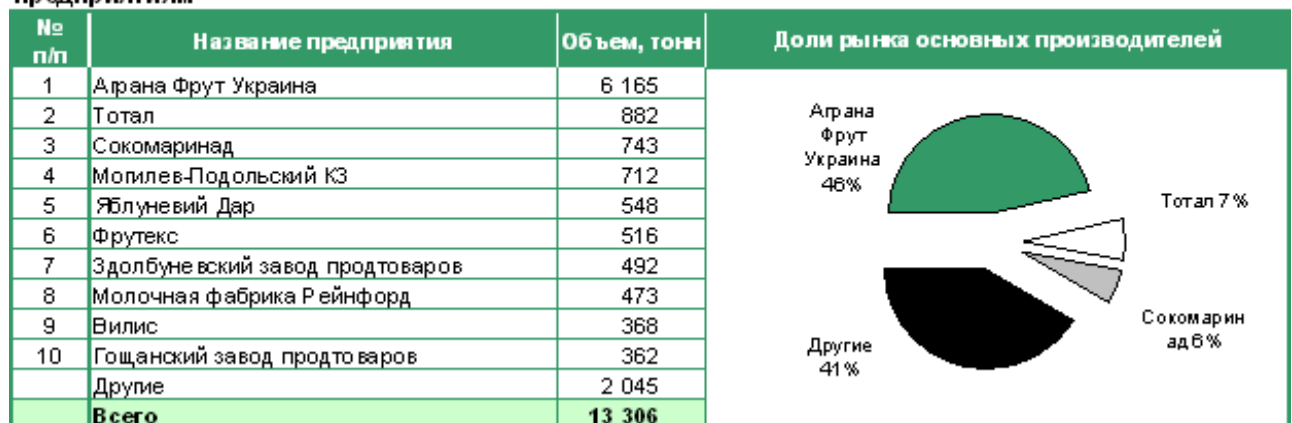 предприятиям
№ п/п Название предприятия Объем, тонн Доли рынка основных производителей
1 Аграна Фрут Украина 6 165
2 Тотал 882
3 Сокомаринад 743
4 Могилев-Подольский КЗ 712
5 Яблуневий Дар 548
6 Фрутекс 516
7 Здолбуневский завод продтоваров 492
8 Молочная фабрика Рейнфорд 473
9 Вилис 368
10 Гощанский завод продтоваров 362
Другие 2 045
Всего 13 306
Аграна
Фрут
Украина
46%
Тотал 7%
Сокомарин
ад 6%
Другие
41%